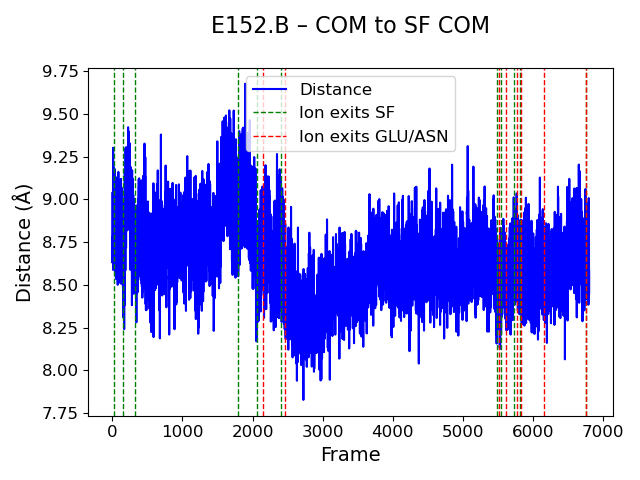 E152.B – COM to SF COM
Distance
Ion exits SF
Ion exits GLU/ASN
Distance (Å)
9.75
9.50
9.25
9.00
8.75
8.50
8.25
8.00
7.75
0 1000 2000 3000 4000 5000 6000 7000
Frame